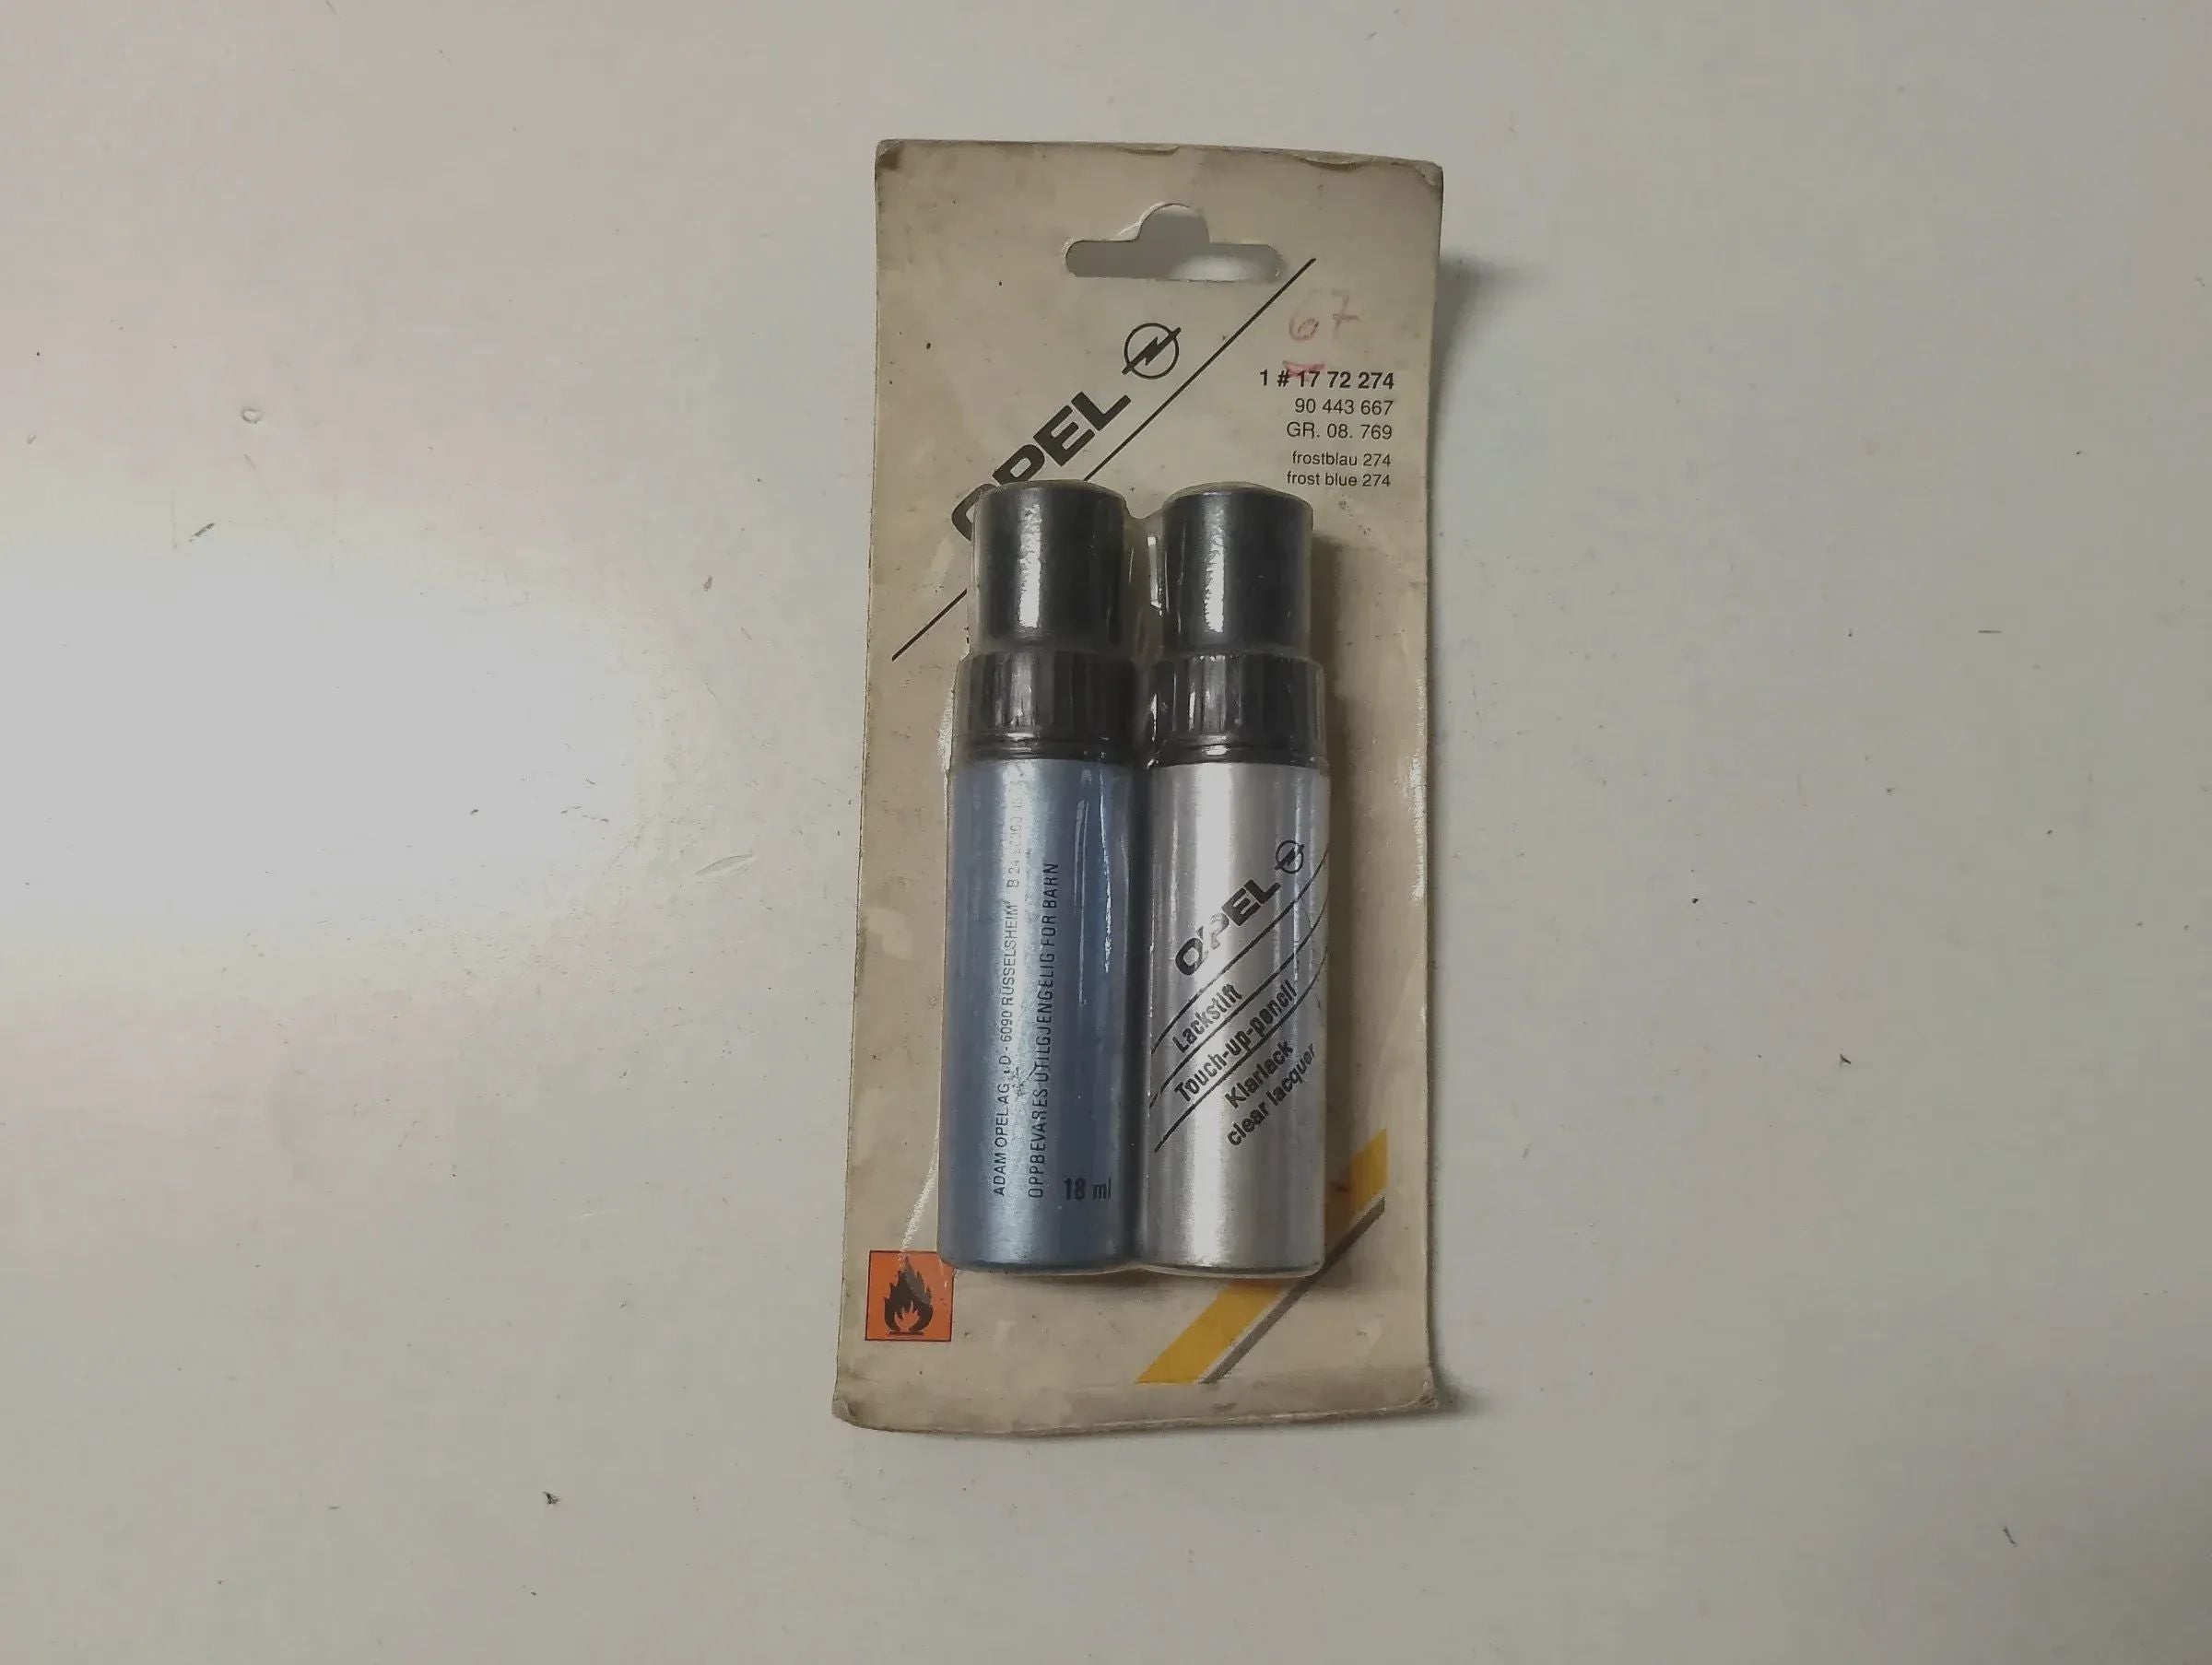 67
1 # 17 72 274
90 443 667
GR. 08. 769
frostblau 274
frost blue 274
OPEL
ADAM OPEL AG, D - 6090 RÜSSELSHEIM B 24
OPPBEVARES UTILGJENGELIG FOR BARN
18 ml
OPEL
Lackstift
Touch-up-pencil
Klarlack
clear lacquer